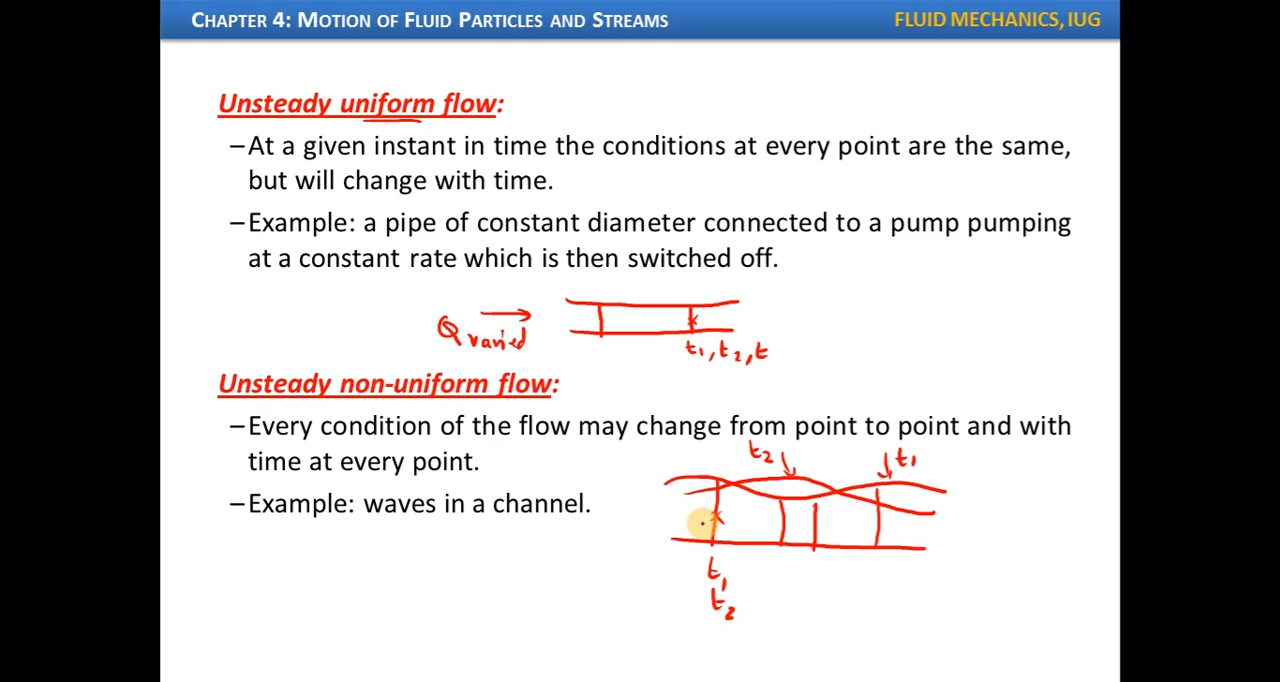 CHAPTER 4: MOTION OF FLUID PARTICLES AND STREAMS
FLUID MECHANICS, IUG
Unsteady uniform flow:
–At a given instant in time the conditions at every point are the same,
but will change with time.
–Example: a pipe of constant diameter connected to a pump pumping
at a constant rate which is then switched off.
Q varied
t₁, t₂, t
Unsteady non-uniform flow:
–Every condition of the flow may change from point to point and with
time at every point.
t₂
t₁
–Example: waves in a channel.
t₁
t₂